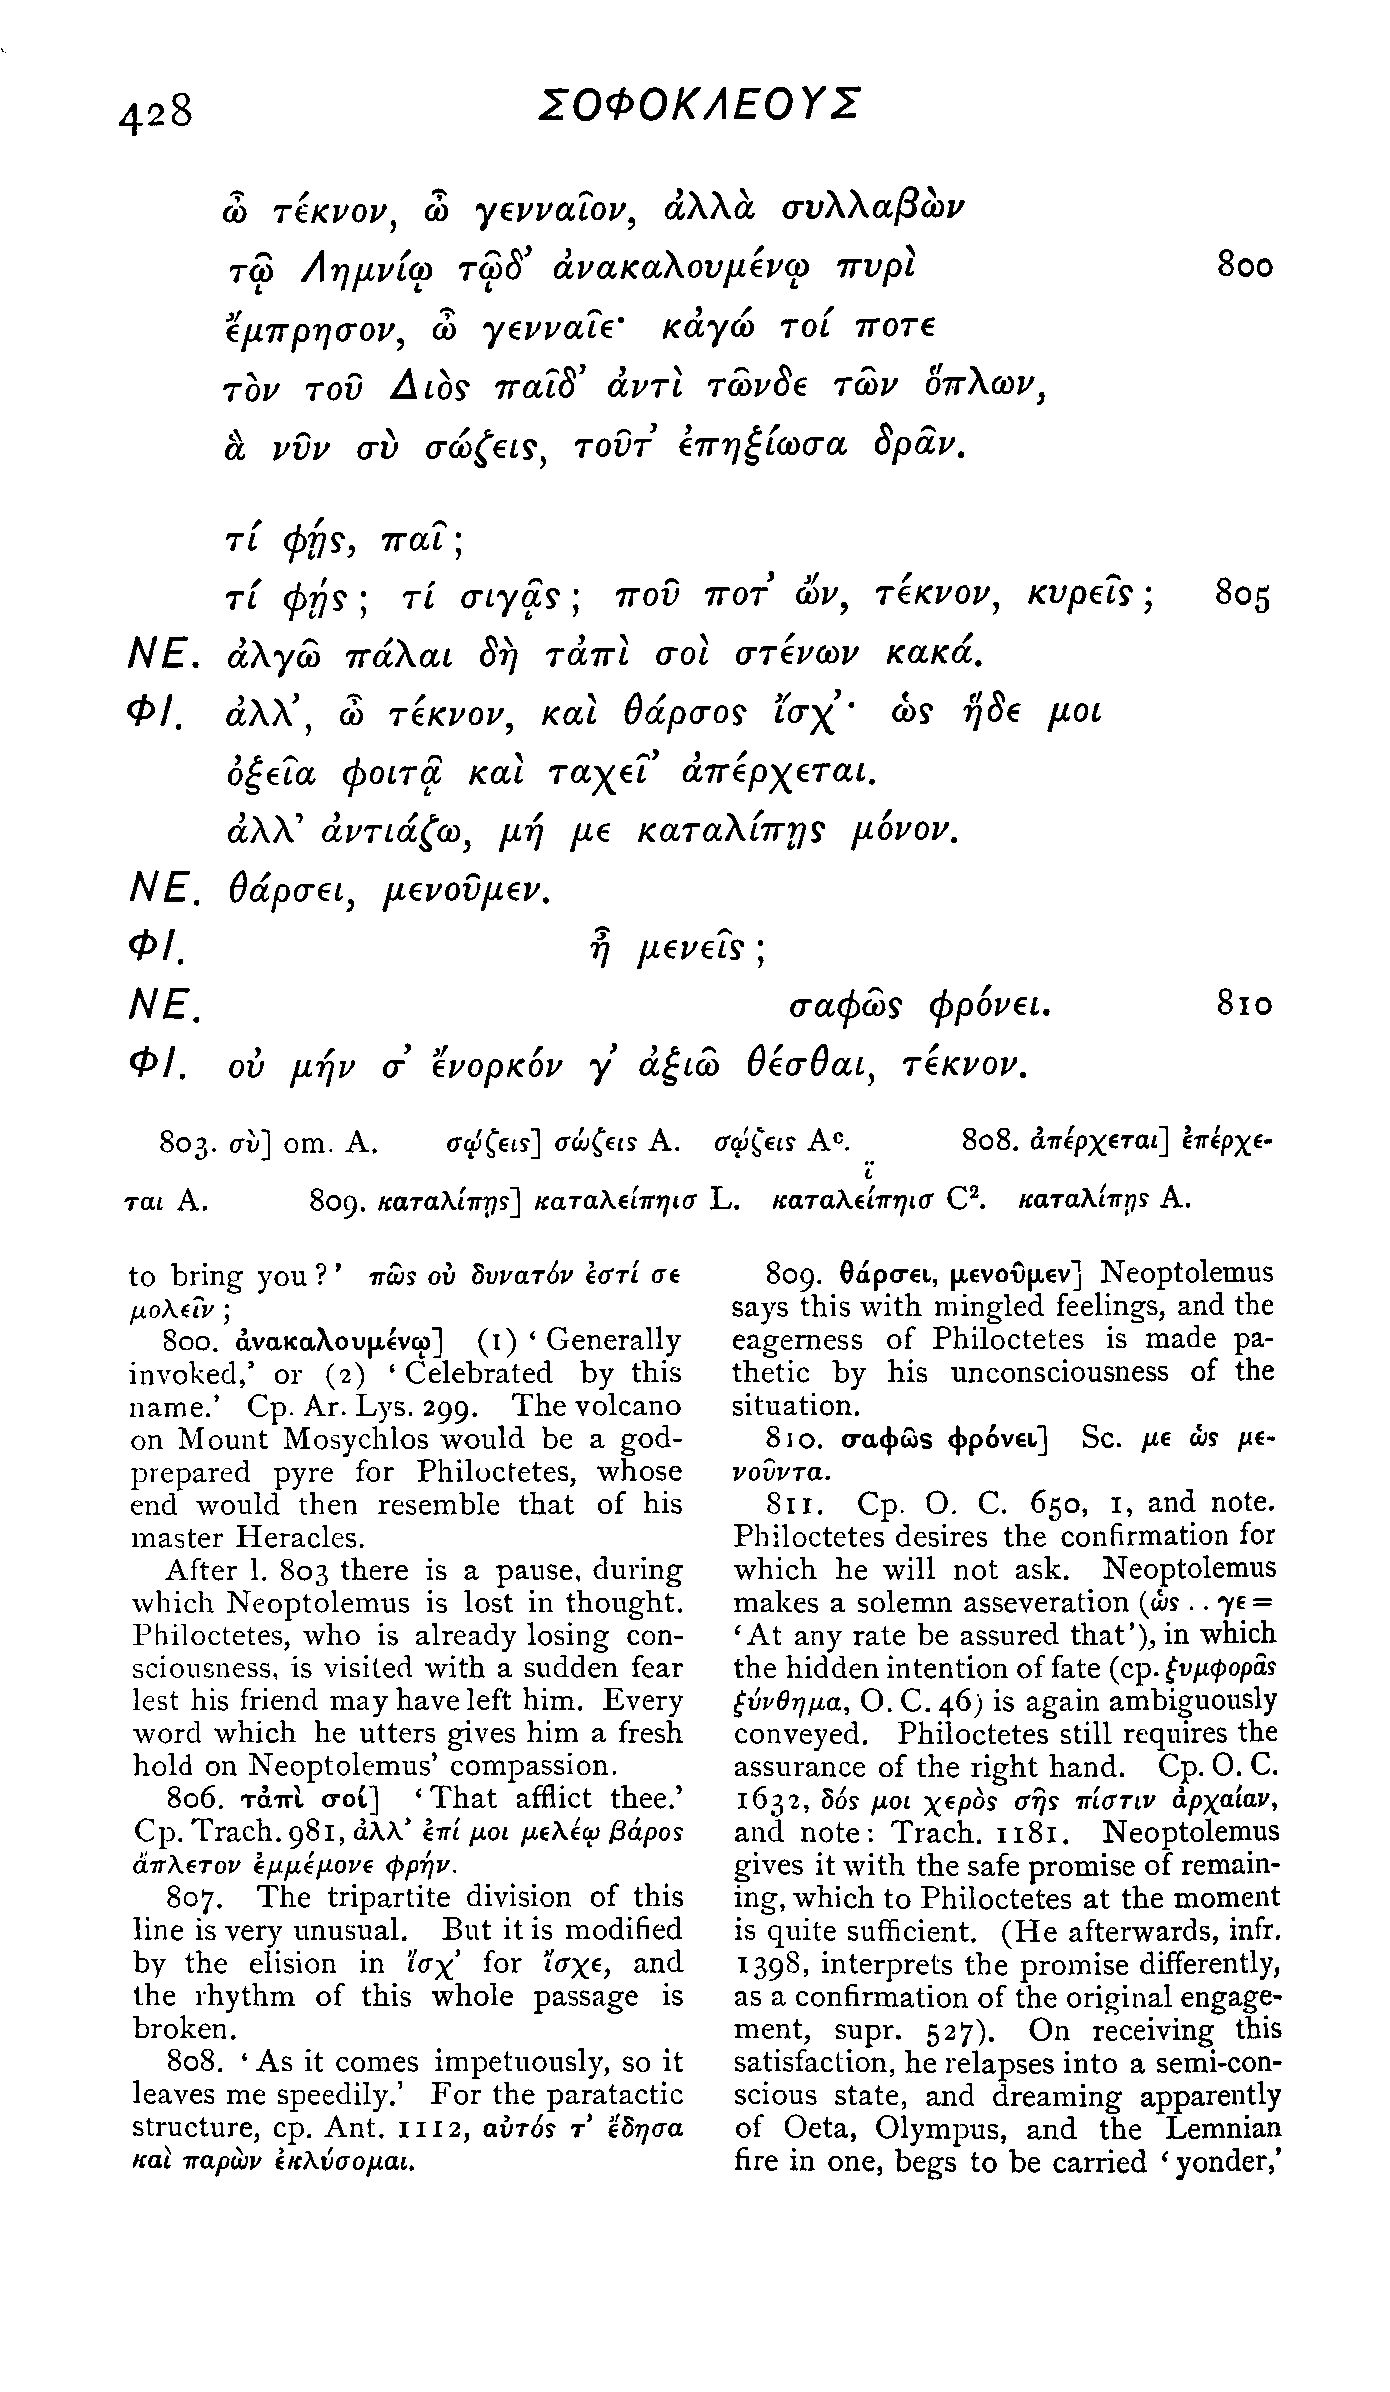 428 ΣΟΦΟΚΛΕΟΥΣ
ὦ τέκνον, ὦ γενναῖον, ἀλλὰ συλλαβὼν
τῷ Λημνίῳ τῷδ’ ἀνακαλουμένῳ πυρὶ 800
ἔμπρησον, ὦ γενναῖε· κἀγώ τοί ποτε
τὸν τοῦ Διὸς παῖδ’ ἀντὶ τῶνδε τῶν ὅπλων,
ἃ νῦν σὺ σώζεις, τοῦτ’ ἐπηξίωσα δρᾶν.
τί φῄς, παῖ;
τί φῄς; τί σιγᾷς; ποῦ ποτ’ ὤν, τέκνον, κυρεῖς; 805
ΝΕ. ἀλγῶ πάλαι δὴ τἀπὶ σοὶ στένων κακά.
ΦΙ. ἀλλ’, ὦ τέκνον, καὶ θάρσος ἴσχ’· ὡς ἥδε μοι
ὀξεῖα φοιτᾷ καὶ ταχεῖ’ ἀπέρχεται.
ἀλλ’ ἀντιάζω, μή με καταλίπῃς μόνον.
ΝΕ. θάρσει, μενοῦμεν.
ΦΙ. ἦ μενεῖς;
ΝΕ. σαφῶς φρόνει. 810
ΦΙ. οὐ μήν σ’ ἔνορκόν γ’ ἀξιῶ θέσθαι, τέκνον.
803. σὺ] om. A. σῴζεις] σώζεις A. σῴζεις Aᶜ. 808. ἀπέρχεται] ἐπέρχε-
ται A. 809. καταλίπῃς] καταλείπηισ L. καταλείπηισ C². καταλίπῃς A.
to bring you?’ πῶς οὐ δυνατόν ἐστί σε
μολεῖν;
800. ἀνακαλουμένῳ] (1) ‘Generally
invoked,’ or (2) ‘Celebrated by this
name.’ Cp. Ar. Lys. 299. The volcano
on Mount Mosychlos would be a god-
prepared pyre for Philoctetes, whose
end would then resemble that of his
master Heracles.
After l. 803 there is a pause, during
which Neoptolemus is lost in thought.
Philoctetes, who is already losing con-
sciousness, is visited with a sudden fear
lest his friend may have left him. Every
word which he utters gives him a fresh
hold on Neoptolemus’ compassion.
806. τἀπὶ σοί] ‘That afflict thee.’
Cp. Trach. 981, ἀλλ’ ἐπί μοι μελέῳ βάρος
ἄπλετον ἐμμέμονε φρήν.
807. The tripartite division of this
line is very unusual. But it is modified
by the elision in ἴσχ’ for ἴσχε, and
the rhythm of this whole passage is
broken.
808. ‘As it comes impetuously, so it
leaves me speedily.’ For the paratactic
structure, cp. Ant. 1112, αὐτός τ’ ἔδησα
καὶ παρὼν ἐκλύσομαι.
809. θάρσει, μενοῦμεν] Neoptolemus
says this with mingled feelings, and the
eagerness of Philoctetes is made pa-
thetic by his unconsciousness of the
situation.
810. σαφῶς φρόνει] Sc. με ὡς με-
νοῦντα.
811. Cp. O. C. 650, 1, and note.
Philoctetes desires the confirmation for
which he will not ask. Neoptolemus
makes a solemn asseveration (ὡς . . γε =
‘At any rate be assured that’), in which
the hidden intention of fate (cp. ξυμφορᾶς
ξύνθημα, O. C. 46) is again ambiguously
conveyed. Philoctetes still requires the
assurance of the right hand. Cp. O. C.
1632, δός μοι χερὸς σῆς πίστιν ἀρχαίαν,
and note: Trach. 1181. Neoptolemus
gives it with the safe promise of remain-
ing, which to Philoctetes at the moment
is quite sufficient. (He afterwards, infr.
1398, interprets the promise differently,
as a confirmation of the original engage-
ment, supr. 527). On receiving this
satisfaction, he relapses into a semi-con-
scious state, and dreaming apparently
of Oeta, Olympus, and the Lemnian
fire in one, begs to be carried ‘yonder,’